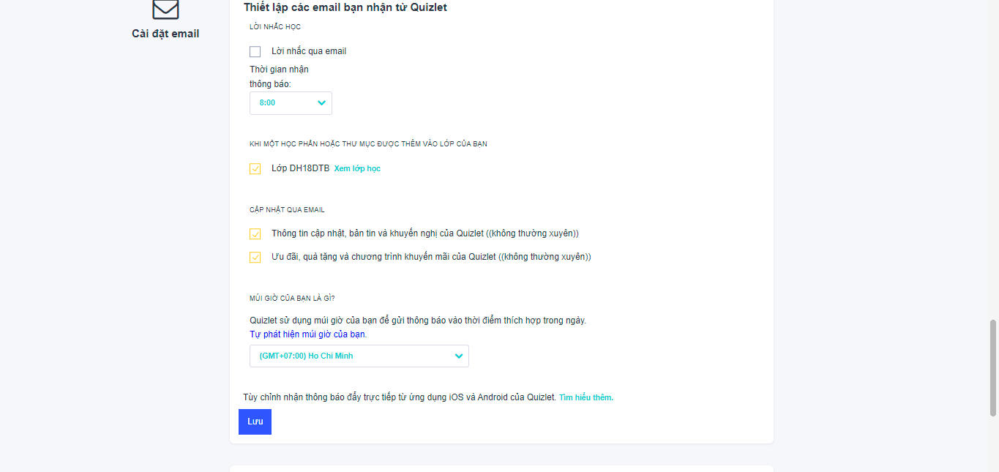 Thiết lập các email bạn nhận từ Quizlet
Cài đặt email
LỜI NHẮC HỌC
Lời nhắc qua email
Thời gian nhận
thông báo:
8:00
KHI MỘT HỌC PHẦN HOẶC THƯ MỤC ĐƯỢC THÊM VÀO LỚP CỦA BẠN
Lớp DH18DTB Xem lớp học
CẬP NHẬT QUA EMAIL
Thông tin cập nhật, bản tin và khuyến nghị của Quizlet ((không thường xuyên))
Ưu đãi, quà tặng và chương trình khuyến mãi của Quizlet ((không thường xuyên))
MÚI GIỜ CỦA BẠN LÀ GÌ?
Quizlet sử dụng múi giờ của bạn để gửi thông báo vào thời điểm thích hợp trong ngày.
Tự phát hiện múi giờ của bạn.
(GMT+07:00) Ho Chi Minh
Tùy chỉnh nhận thông báo đẩy trực tiếp từ ứng dụng iOS và Android của Quizlet. Tìm hiểu thêm.
Lưu